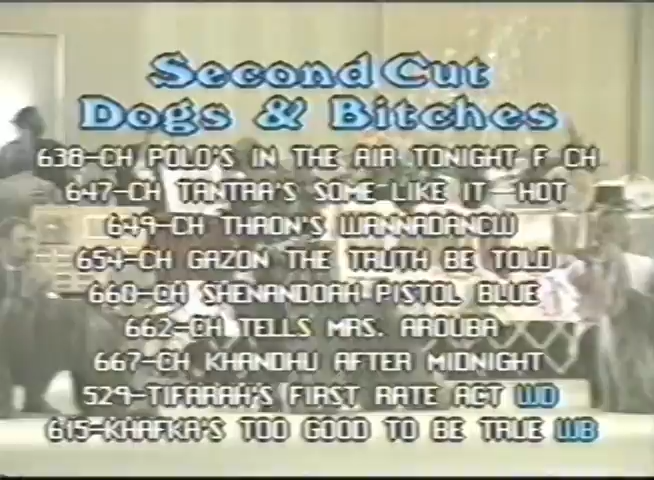 Second Cut
Dogs & Bitches
638-CH POLO'S IN THE AIR TONIGHT F CH
647-CH TANTRA'S SOME LIKE IT HOT
649-CH THAON'S WANNADANCW
654-CH GAZON THE TRUTH BE TOLD
660-CH SHENANDOAH PISTOL BLUE
662-CH TELLS MRS. AROUBA
667-CH KHANDHU AFTER MIDNIGHT
529-TIFARAH'S FIRST RATE ACT WD
615-KHAFKA'S TOO GOOD TO BE TRUE WB